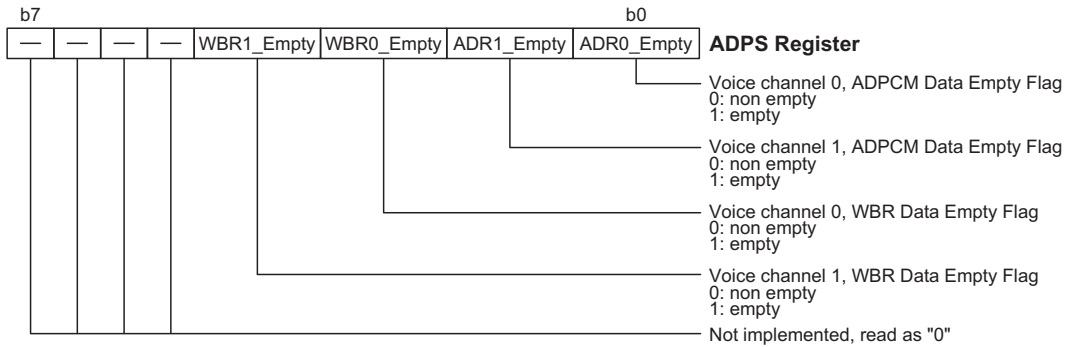 b7 b0
— — — — WBR1_Empty WBR0_Empty ADR1_Empty ADR0_Empty ADPS Register
Voice channel 0, ADPCM Data Empty Flag
0: non empty
1: empty
Voice channel 1, ADPCM Data Empty Flag
0: non empty
1: empty
Voice channel 0, WBR Data Empty Flag
0: non empty
1: empty
Voice channel 1, WBR Data Empty Flag
0: non empty
1: empty
Not implemented, read as "0"